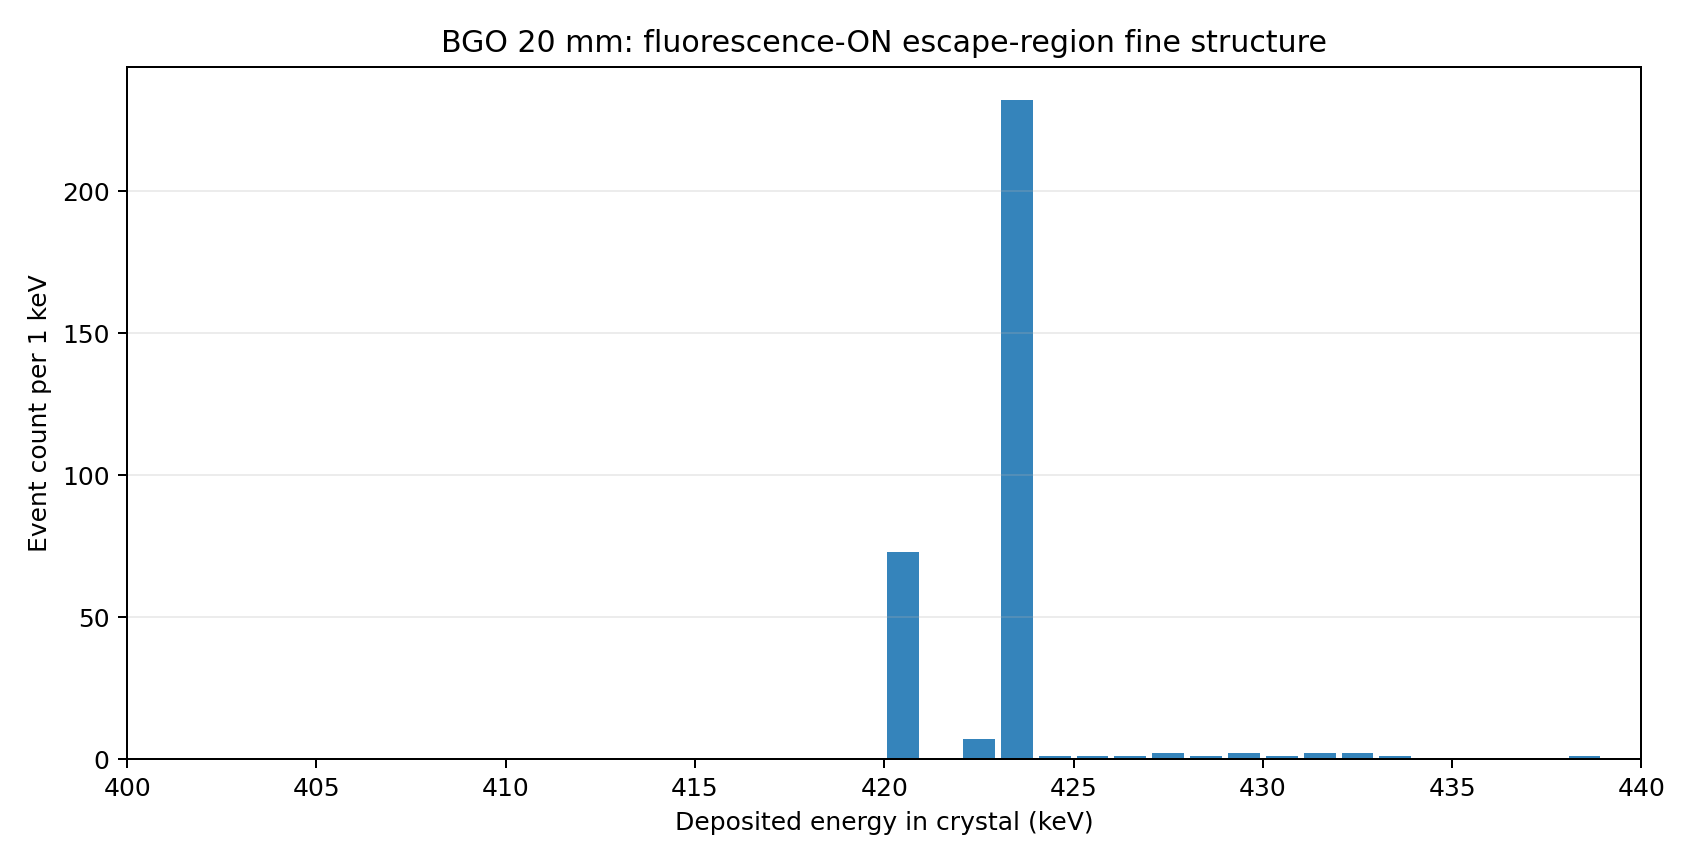 BGO 20 mm: fluorescence-ON escape-region fine structure
Event count per 1 keV
200
150
100
50
0
400 405 410 415 420 425 430 435 440
Deposited energy in crystal (keV)